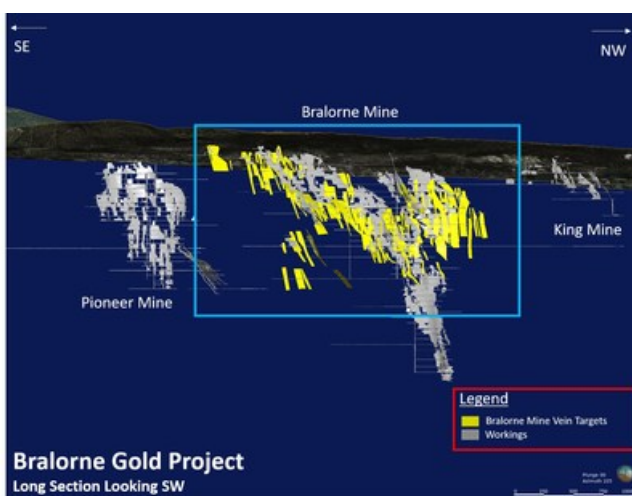 SE
NW
Bralorne Mine
King Mine
Pioneer Mine
Legend
Bralorne Mine Vein Targets
Workings
Bralorne Gold Project
Long Section Looking SW